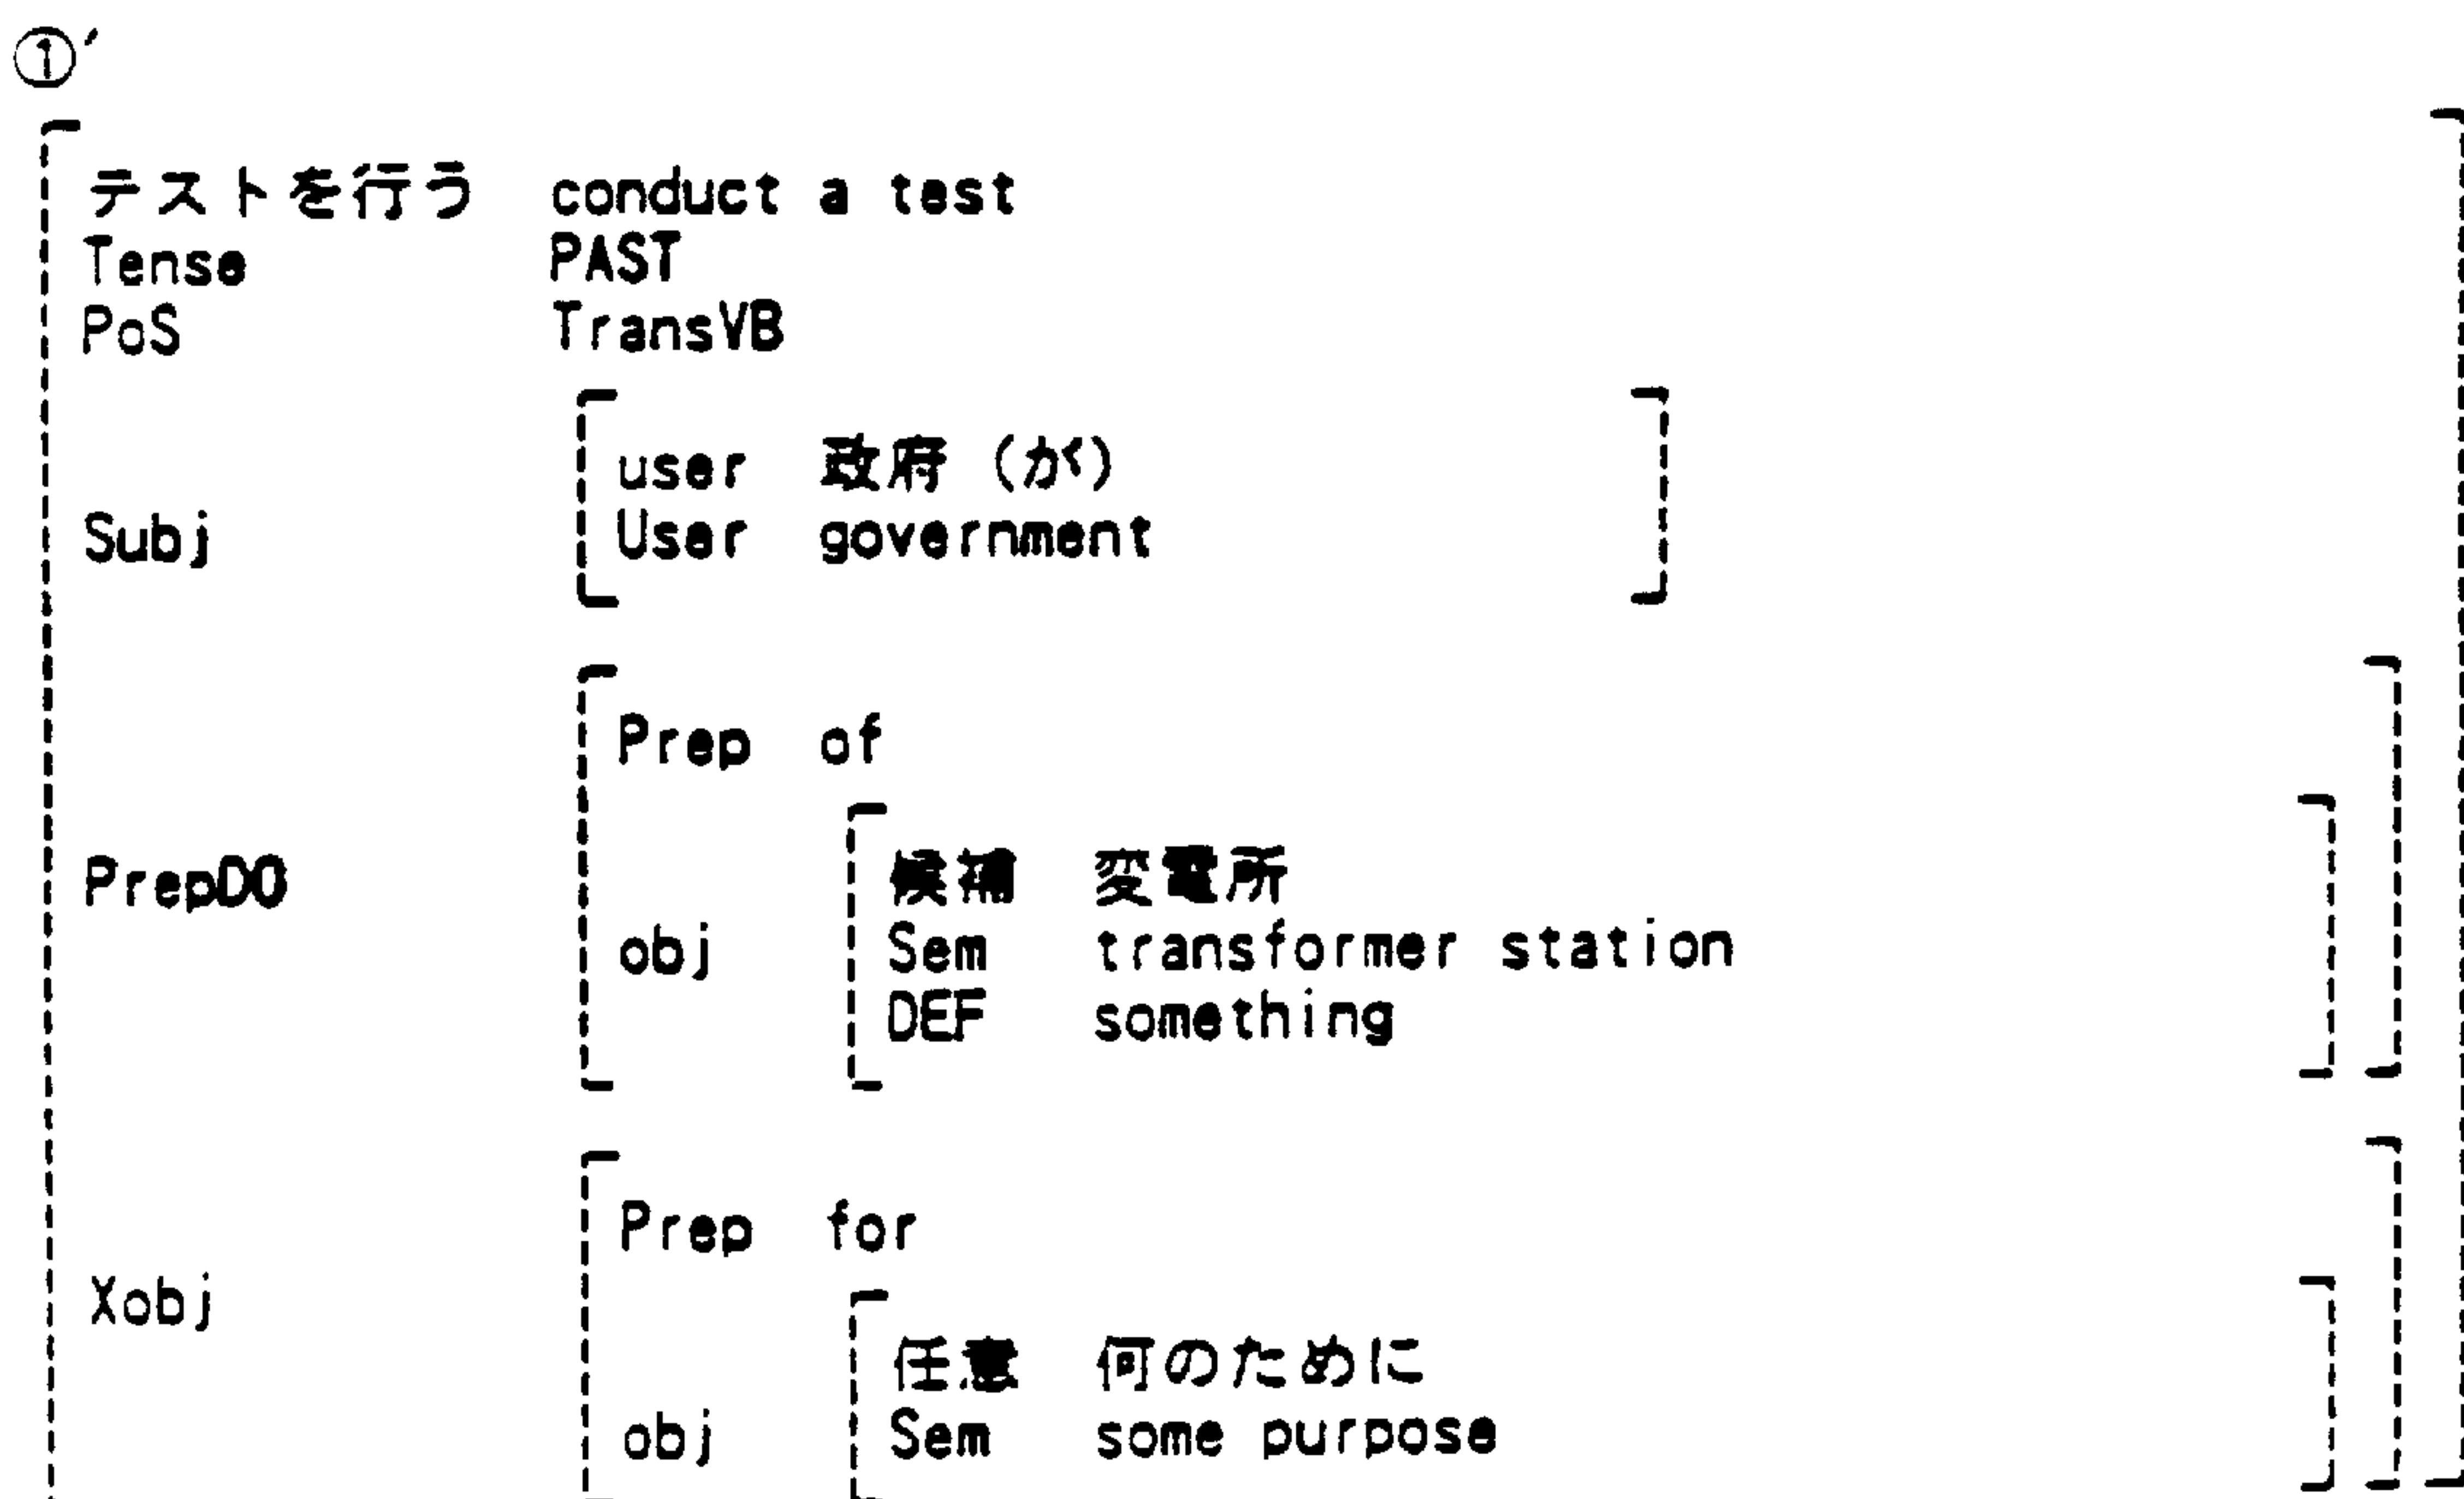 ①′
テストを行う conduct a test
Tense PAST
PoS TransVB
user 政府 (が)
Subj User government
Prep of
PrepDO 候補 変電所
obj Sem transformer station
DEF something
Prep for
Xobj
任意 何のために
obj Sem some purpose